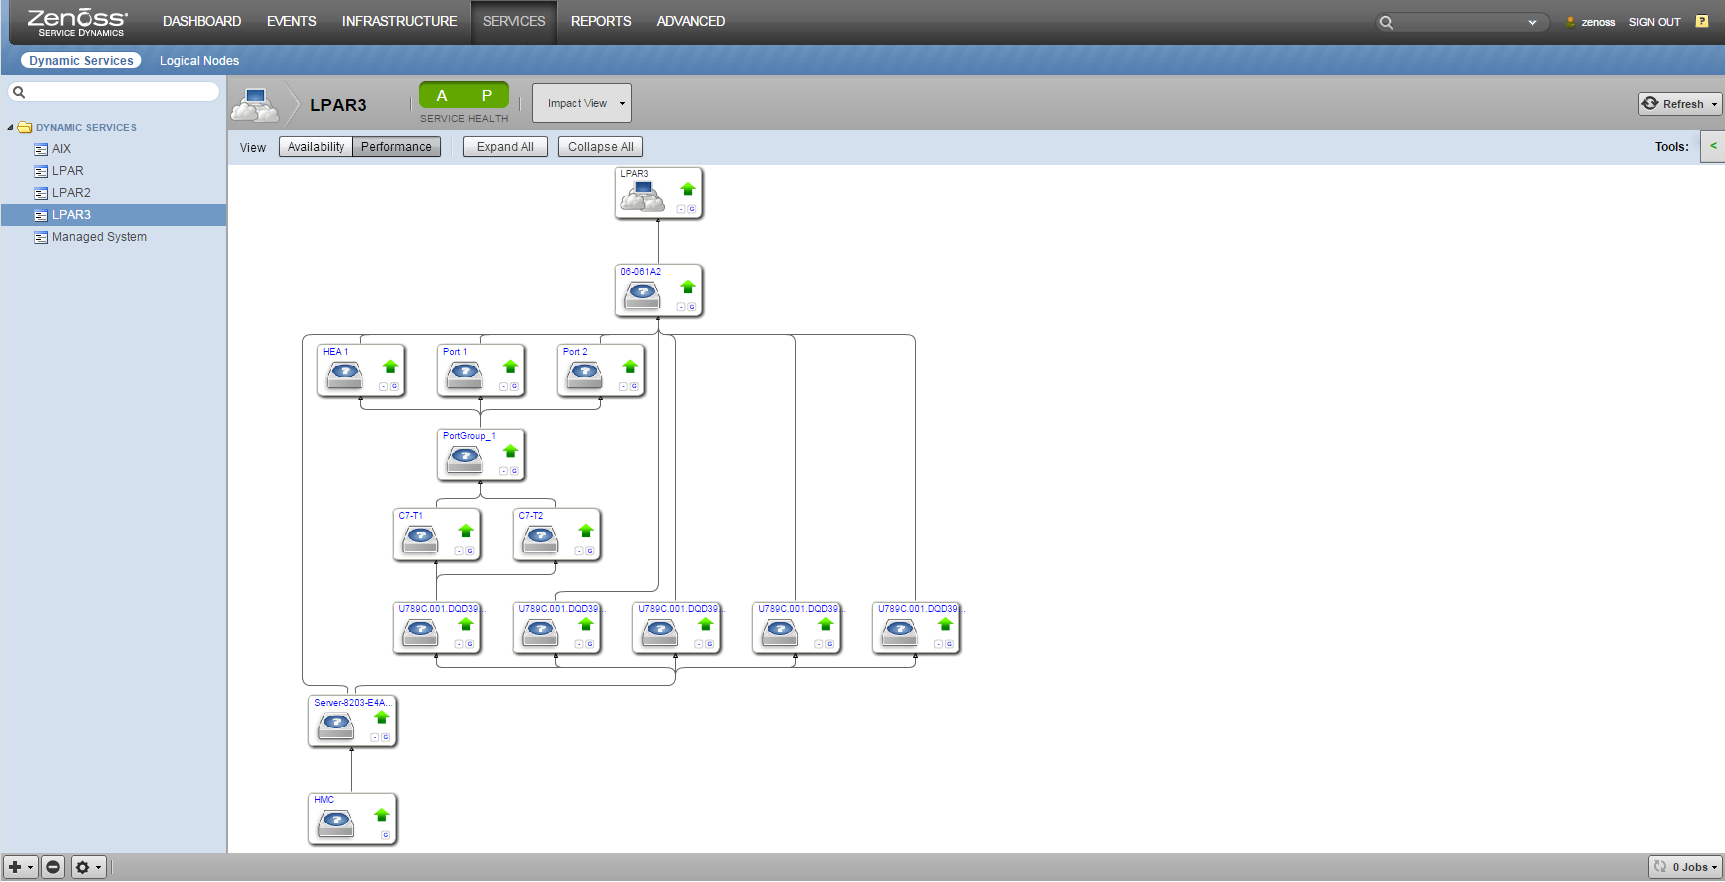 Zenoss
SERVICE DYNAMICS
DASHBOARD EVENTS INFRASTRUCTURE SERVICES REPORTS ADVANCED
zenoss SIGN OUT ?
Dynamic Services Logical Nodes
LPAR3
A P
SERVICE HEALTH
Impact View
Refresh
DYNAMIC SERVICES
AIX
LPAR
LPAR2
LPAR3
Managed System
View Availability Performance Expand All Collapse All
Tools: <
LPAR3
- G
06-061A2
? - G
HEA 1 Port 1 Port 2
? - G ? - G ? - G
PortGroup_1
? - G
C7-T1 C7-T2
? - G ? - G
U789C.001.DQD39... U789C.001.DQD39... U789C.001.DQD39... U789C.001.DQD39... U789C.001.DQD39...
? - G ? - G ? - G ? - G ? - G
Server-8203-E4A...
? - G
HMC
? G
0 Jobs